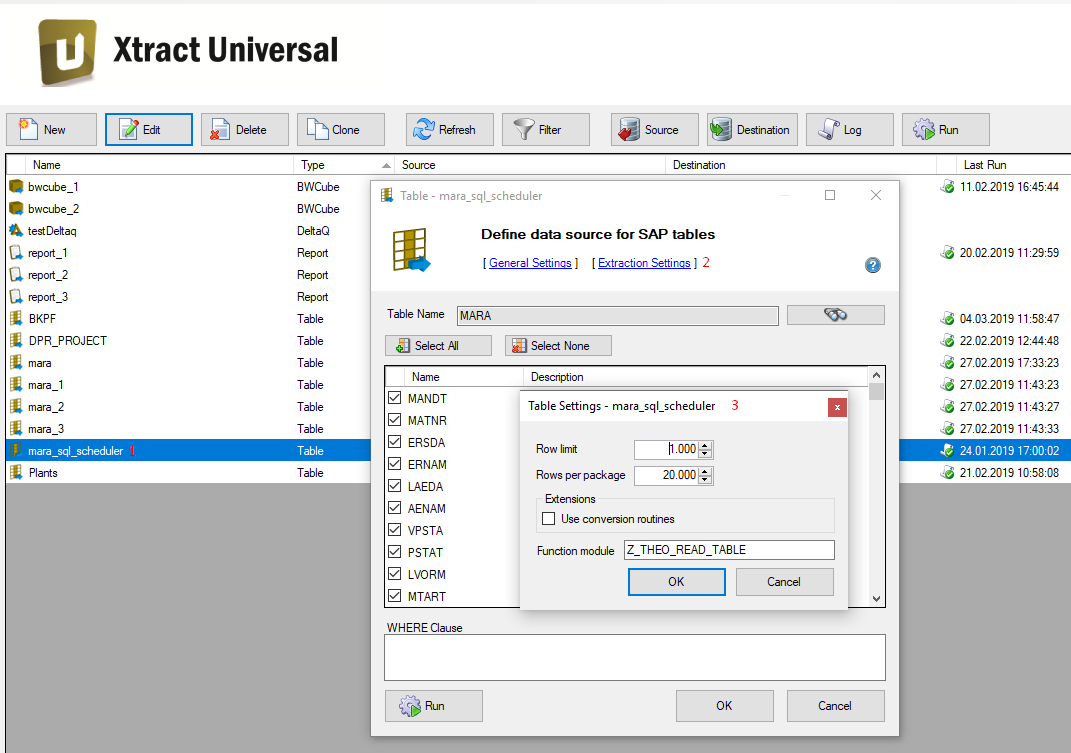 Xtract Universal
New Edit Delete Clone Refresh Filter Source Destination Log Run
Name Type Source Destination Last Run
bwcube_1 BWCube 11.02.2019 16:45:44
bwcube_2 BWCube
testDeltaq DeltaQ
report_1 Report 20.02.2019 11:29:59
report_2 Report
report_3 Report
BKPF Table 04.03.2019 11:58:47
DPR_PROJECT Table 22.02.2019 12:44:48
mara Table 27.02.2019 17:33:23
mara_1 Table 27.02.2019 11:43:23
mara_2 Table 27.02.2019 11:43:27
mara_3 Table 27.02.2019 11:43:33
mara_sql_scheduler 1 Table 24.01.2019 17:00:02
Plants Table 21.02.2019 10:58:08
Table - mara_sql_scheduler
Define data source for SAP tables
[ General Settings ] [ Extraction Settings ] 2
Table Name MARA
Select All Select None
Name Description
MANDT
MATNR
ERSDA
ERNAM
LAEDA
AENAM
VPSTA
PSTAT
LVORM
MTART
Table Settings - mara_sql_scheduler 3
Row limit 1.000
Rows per package 20.000
Extensions
Use conversion routines
Function module Z_THEO_READ_TABLE
OK Cancel
WHERE Clause
Run OK Cancel